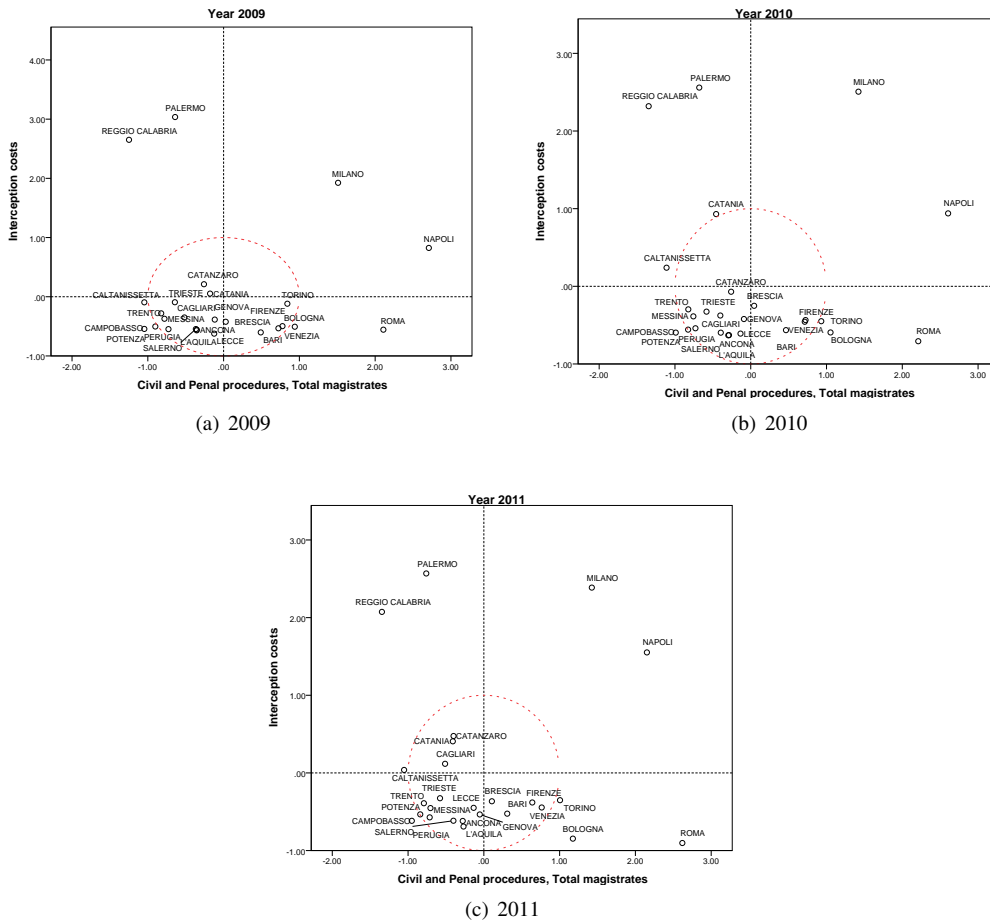 Year 2009
4.00
3.00
2.00
1.00
.00
-1.00
Interception costs
PALERMO
REGGIO CALABRIA
MILANO
NAPOLI
CATANZARO
CALTANISSETTA TRIESTE CATANIA TORINO
TRENTO CAGLIARI GENOVA FIRENZE
MESSINA BRESCIA BOLOGNA ROMA
CAMPOBASSO ANCONA
POTENZA PERUGIA L'AQUILA LECCE BARI VENEZIA
SALERNO
-2.00 -1.00 .00 1.00 2.00 3.00
Civil and Penal procedures, Total magistrates
(a) 2009
Year 2010
3.00
2.00
1.00
.00
-1.00
Interception costs
PALERMO
REGGIO CALABRIA
MILANO
CATANIA
NAPOLI
CALTANISSETTA
CATANZARO
TRENTO TRIESTE BRESCIA
MESSINA GENOVA FIRENZE
CAGLIARI TORINO
CAMPOBASSO LECCE VENEZIA ROMA
POTENZA PERUGIA ANCONA BOLOGNA
SALERNO BARI
L'AQUILA
-2.00 -1.00 .00 1.00 2.00 3.00
Civil and Penal procedures, Total magistrates
(b) 2010
Year 2011
3.00
2.00
1.00
.00
-1.00
Interception costs
PALERMO
MILANO
REGGIO CALABRIA
NAPOLI
CATANIA CATANZARO
CAGLIARI
CALTANISSETTA
TRIESTE BRESCIA FIRENZE
TRENTO LECCE
POTENZA MESSINA BARI TORINO
CAMPOBASSO ANCONA GENOVA VENEZIA
SALERNO PERUGIA L'AQUILA BOLOGNA ROMA
-2.00 -1.00 .00 1.00 2.00 3.00
Civil and Penal procedures, Total magistrates
(c) 2011